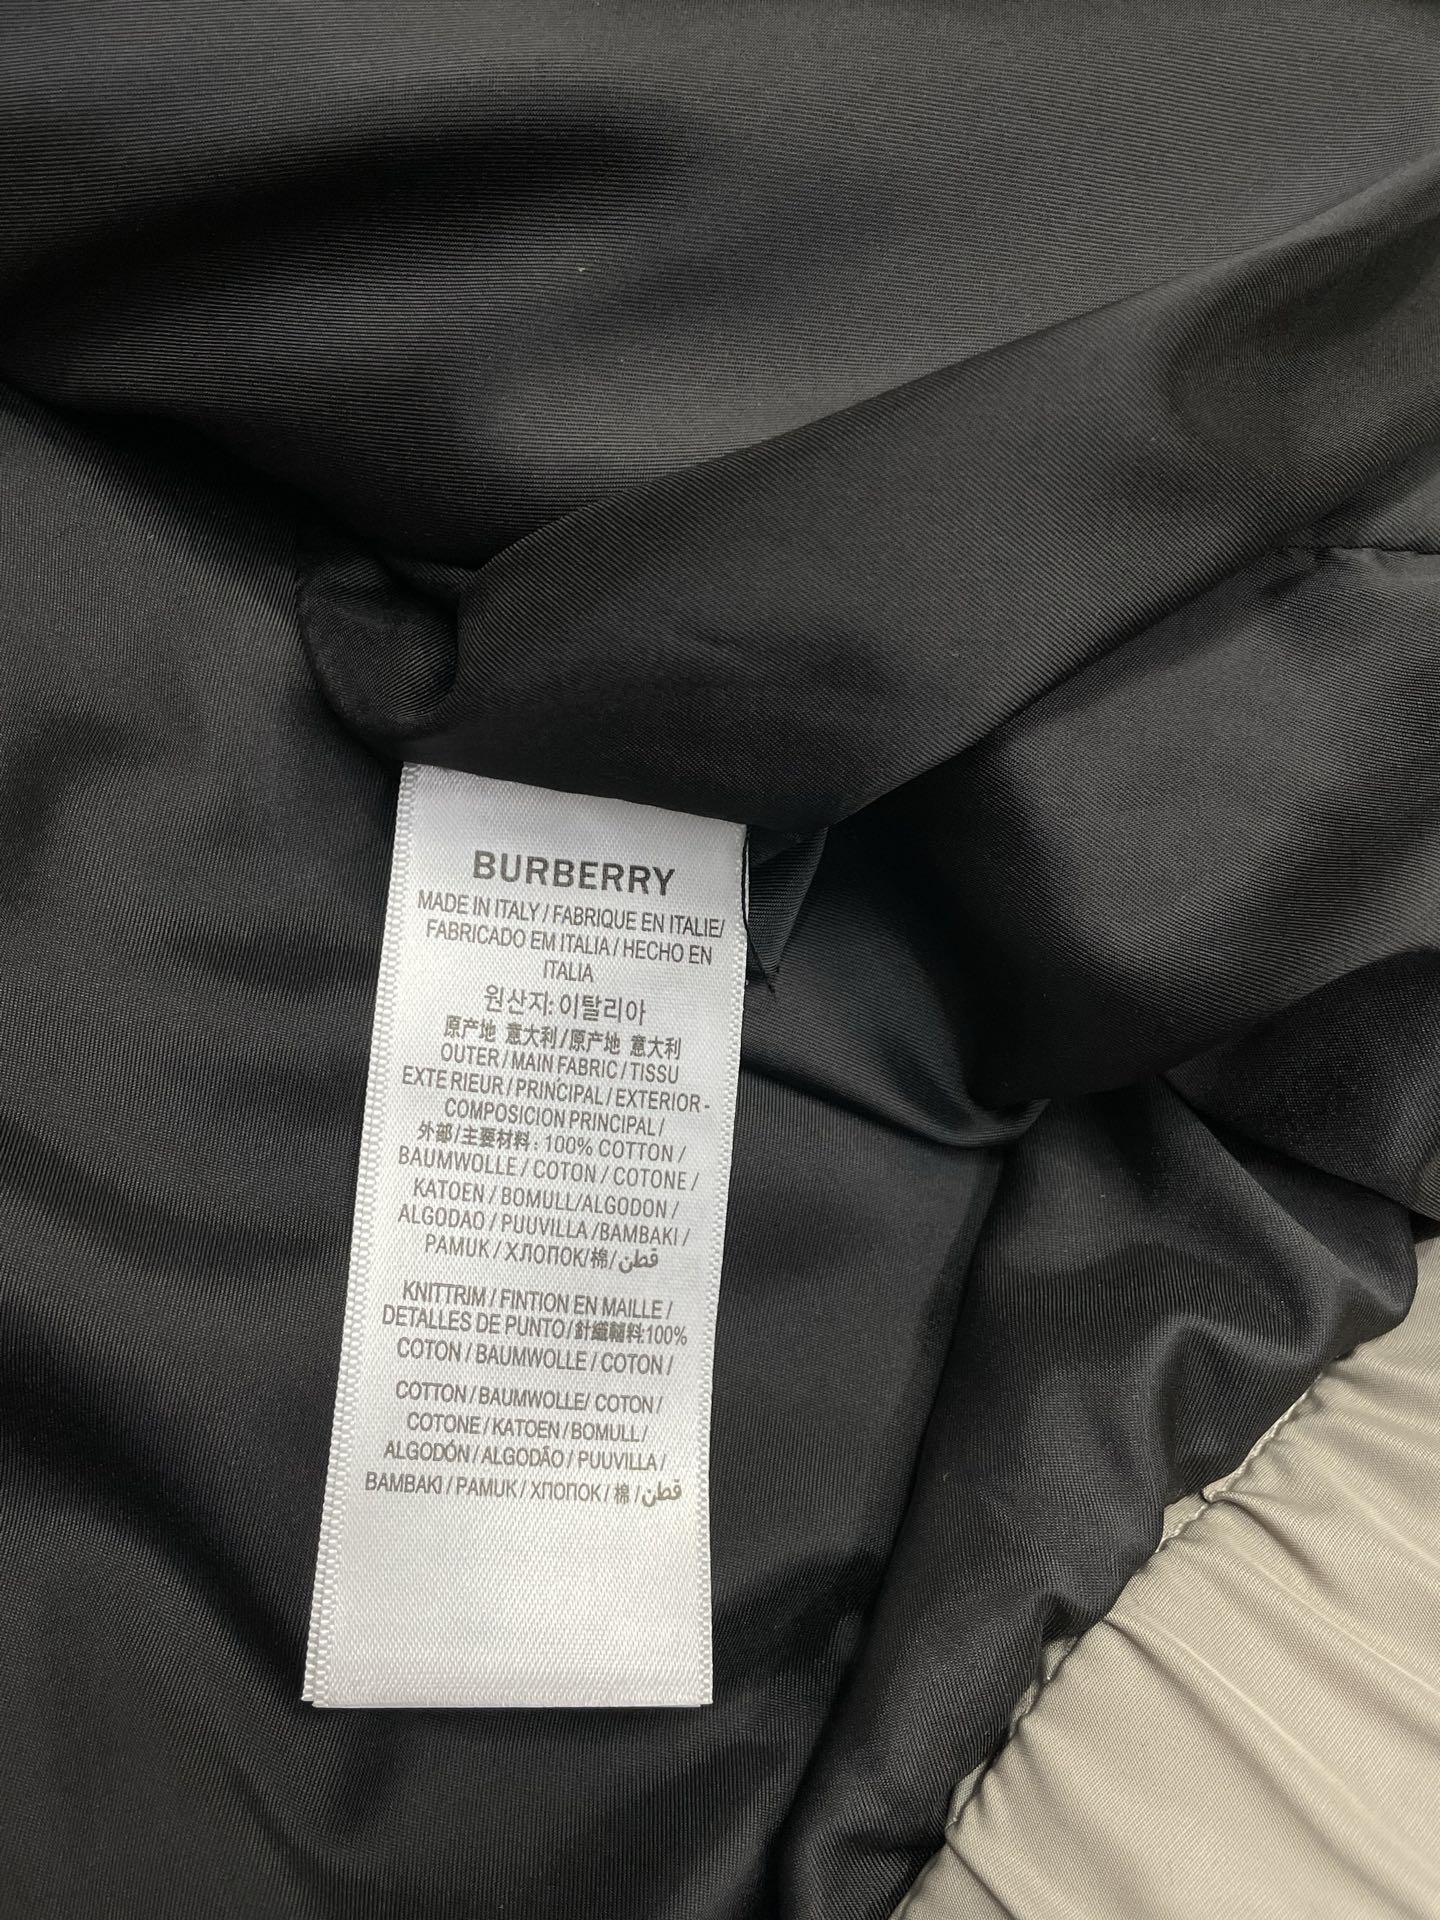 BURBERRY
MADE IN ITALY / FABRIQUE EN ITALIE/
FABRICADO EM ITALIA / HECHO EN
ITALIA
원산지: 이탈리아
原产地 意大利/原产地 意大利
OUTER / MAIN FABRIC / TISSU
EXTE RIEUR / PRINCIPAL / EXTERIOR-
COMPOSICION PRINCIPAL /
外部/主要材料: 100% COTTON /
BAUMWOLLE / COTON / COTONE /
KATOEN / BOMULL/ALGODON /
ALGODAO / PUUVILLA /BAMBAKI /
PAMUK / ХЛОПОК/棉/قطن
KNITTRIM / FINTION EN MAILLE /
DETALLES DE PUNTO/針織輔料100%
COTON / BAUMWOLLE / COTON /
COTTON / BAUMWOLLE/ COTON /
COTONE / KATOEN / BOMULL /
ALGODÓN / ALGODÃO / PUUVILLA /
BAMBAKI / PAMUK / ХЛОПОК / 棉 /قطن